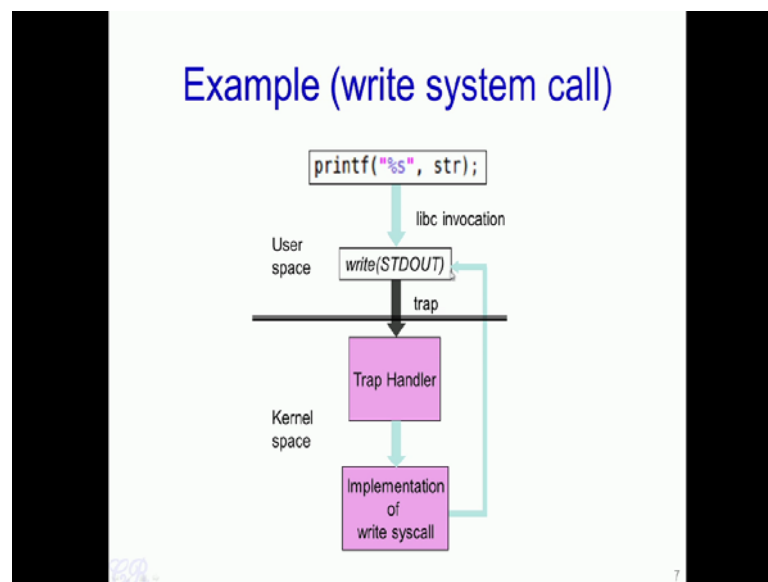 Example (write system call)
printf("%s", str);
libc invocation
User
space
write(STDOUT)
trap
Trap Handler
Kernel
space
Implementation
of
write syscall
7